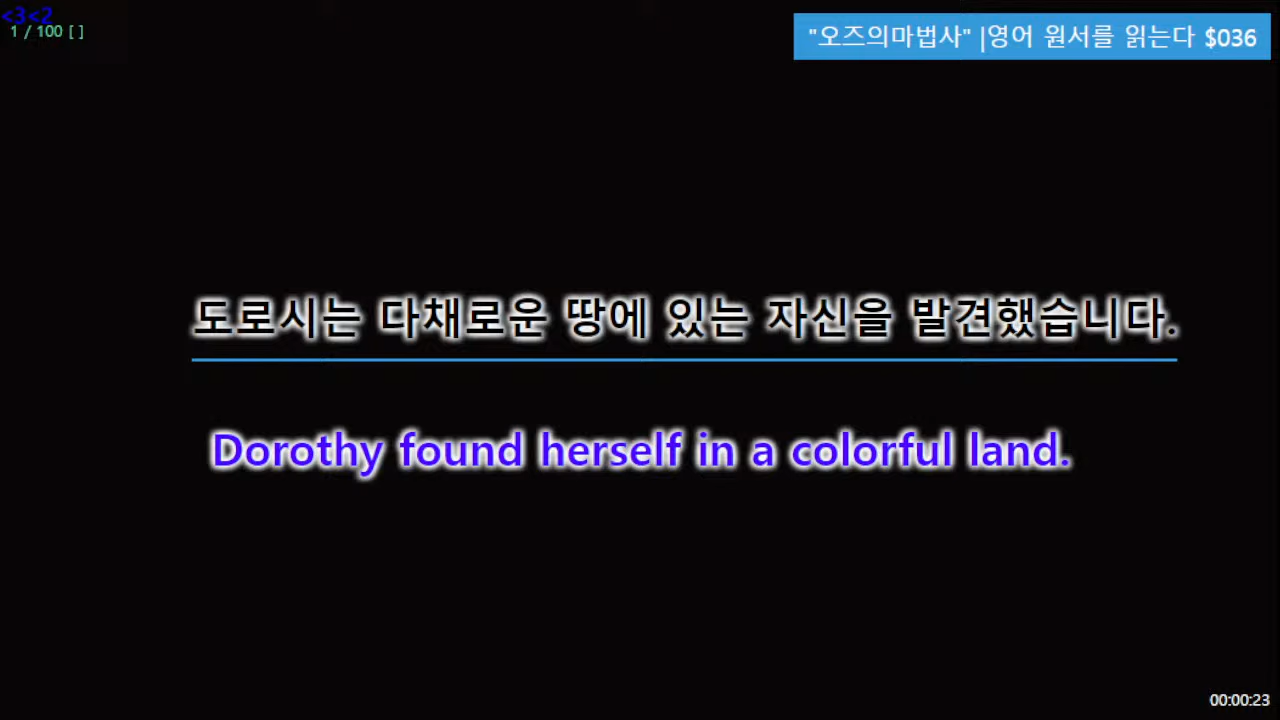 <3<2
1 / 100 [ ]
"오즈의마법사" |영어 원서를 읽는다 $036
도로시는 다채로운 땅에 있는 자신을 발견했습니다.
Dorothy found herself in a colorful land.
00:00:23